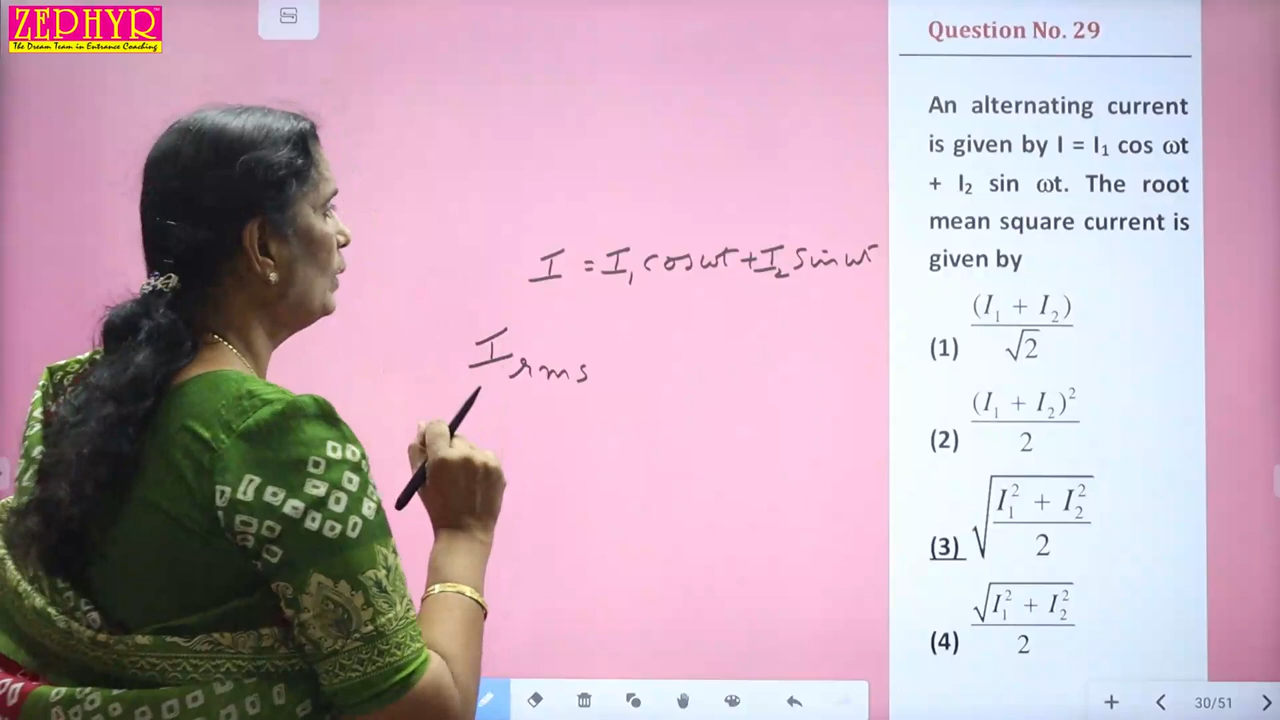 ZEPHYR™
The Dream Team in Entrance Coaching
Question No. 29
An alternating current
is given by I = I₁ cos ωt
+ I₂ sin ωt. The root
mean square current is
given by
(1) (I₁ + I₂) / √2
(2) (I₁ + I₂)² / 2
(3) √((I₁² + I₂²) / 2)
(4) √(I₁² + I₂²) / 2
I = I₁ cos ωt + I₂ sin ωt
I rms
30/51